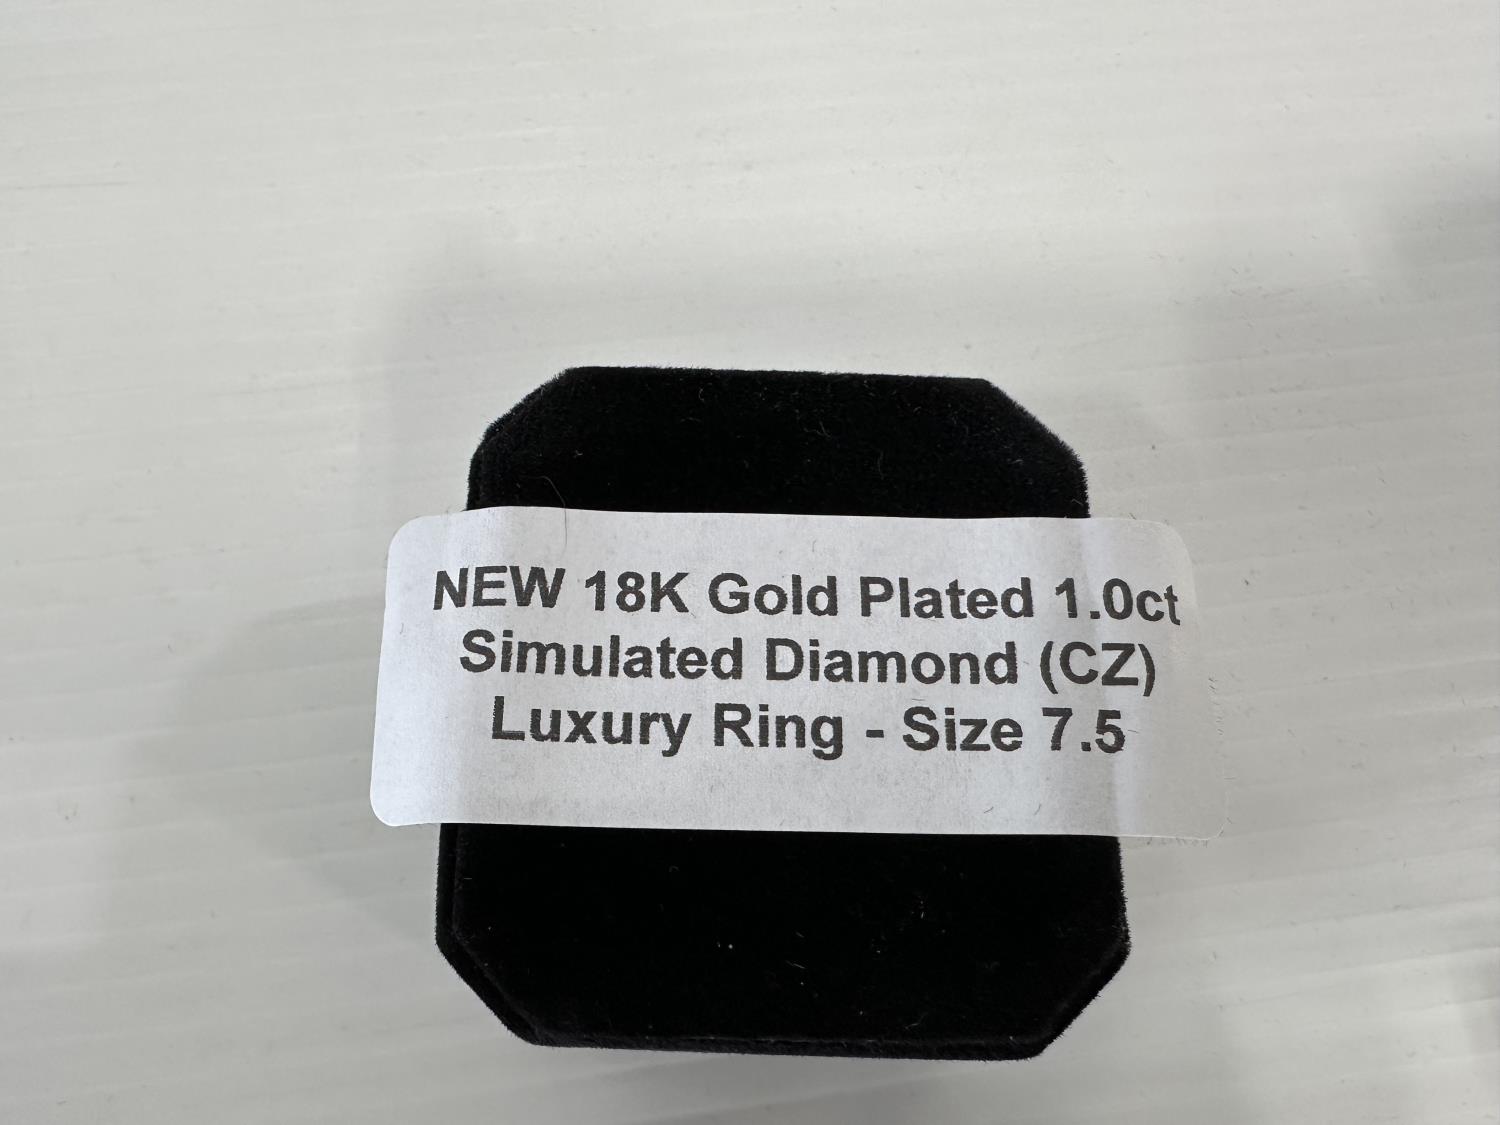 NEW 18K Gold Plated 1.0ct
Simulated Diamond (CZ)
Luxury Ring - Size 7.5